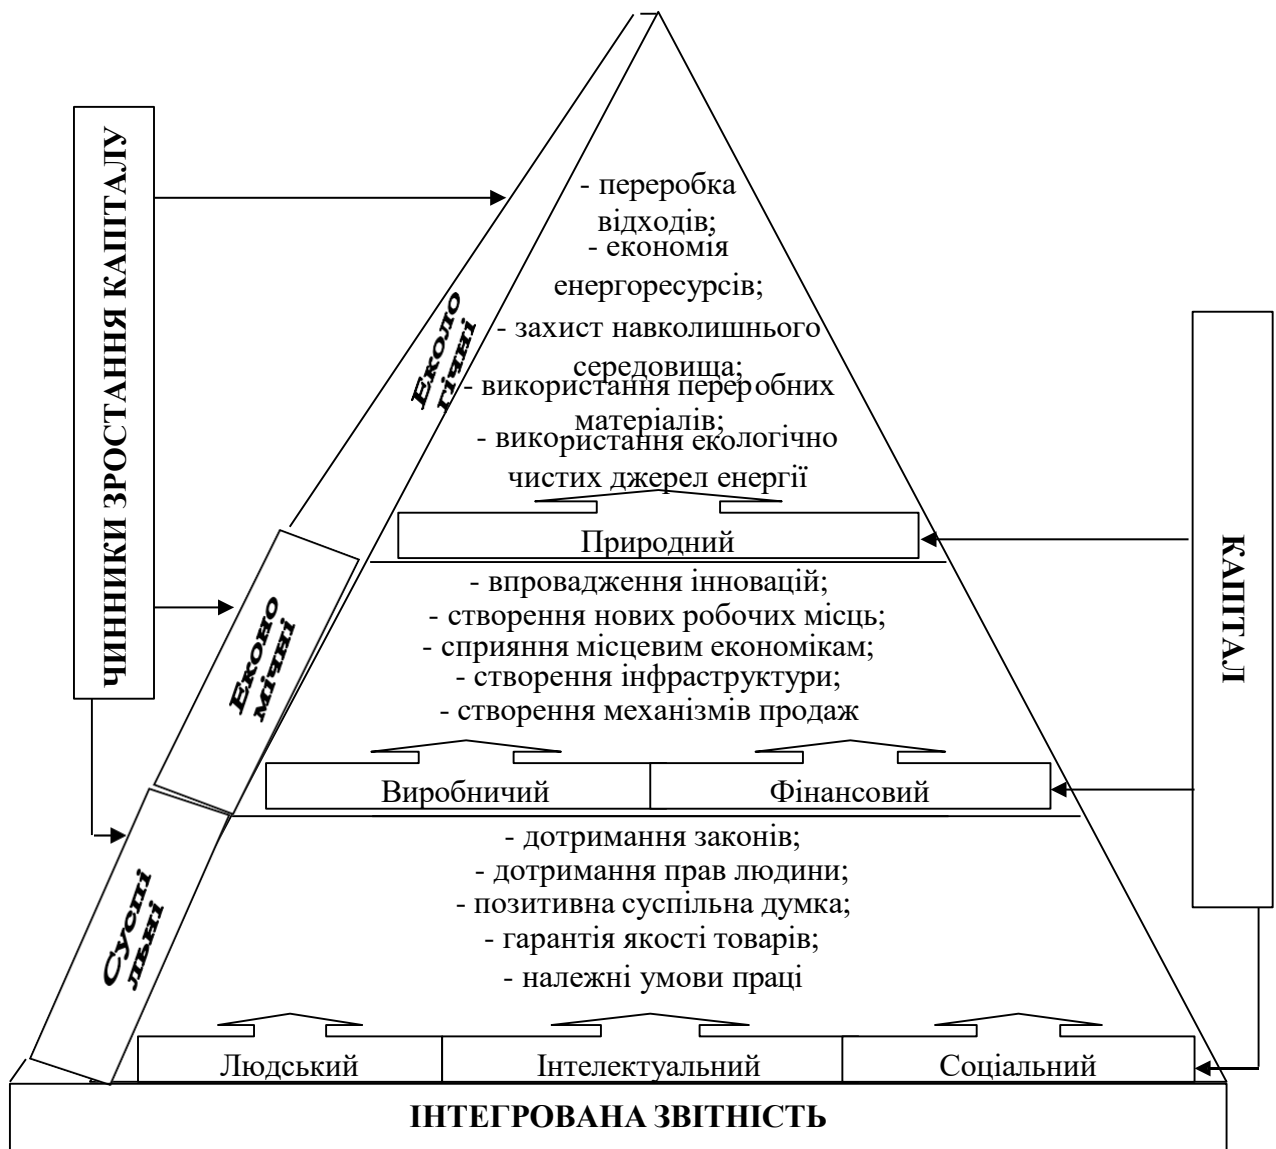 ЧИННИКИ ЗРОСТАННЯ КАПІТАЛУ
- переробка
відходів;
- економія
енергоресурсів;
- захист навколишнього
середовища;
- використання переробних
матеріалів;
- використання екологічно
чистих джерел енергії
Еколо
гічні
Природний
КАПІТАЛ
- впровадження інновацій;
- створення нових робочих місць;
- сприяння місцевим економікам;
- створення інфраструктури;
- створення механізмів продаж
Еконо
мічні
Виробничий
Фінансовий
- дотримання законів;
- дотримання прав людини;
- позитивна суспільна думка;
- гарантія якості товарів;
- належні умови праці
Суспі
льні
Людський
Інтелектуальний
Соціальний
ІНТЕГРОВАНА ЗВІТНІСТЬ